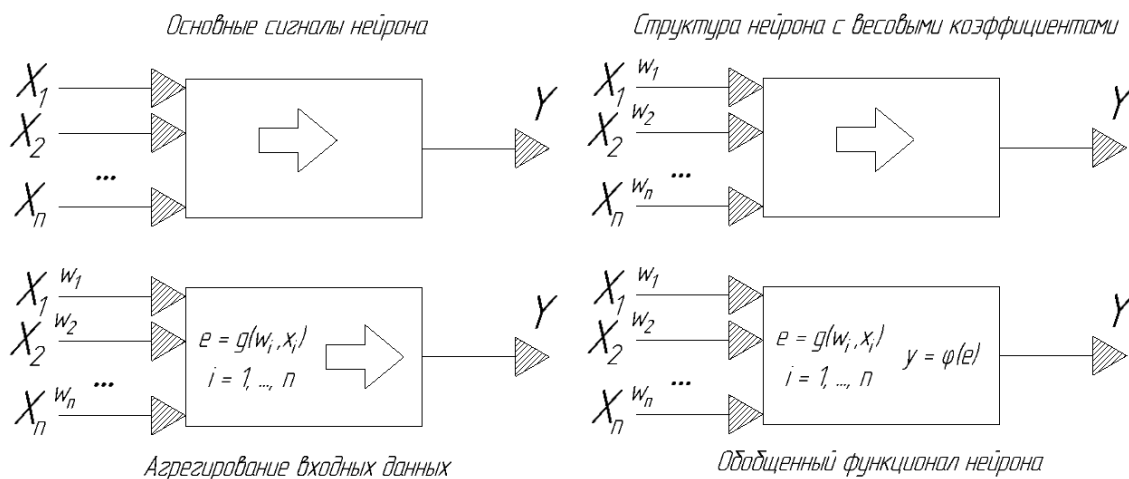 Основные сигналы нейрона
X1
X2
...
Xn
Y
Структура нейрона с весовыми коэффициентами
X1 w1
X2 w2
...
Xn wn
Y
X1 w1
X2 w2
...
Xn wn
e = g(wi,xi)
i = 1, ..., n
Y
Агрегирование входных данных
X1 w1
X2 w2
...
Xn wn
e = g(wi,xi)
i = 1, ..., n
y = φ(e)
Y
Обобщенный функционал нейрона